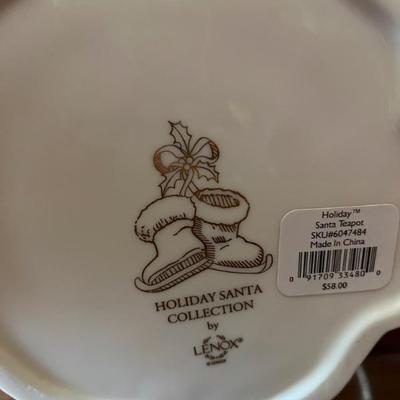 HOLIDAY SANTA
COLLECTION
by
LENOX
Holiday™
Santa Teapot
SKU#6047484
Made In China
0 91709 33480 0
$58.00